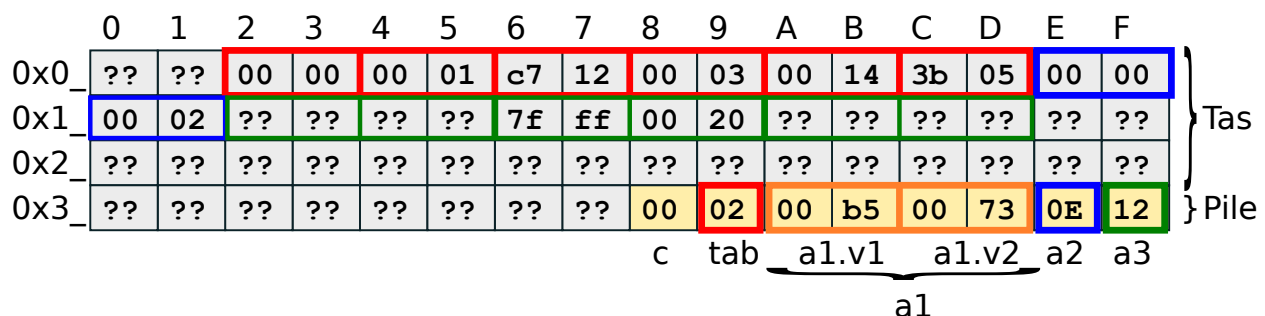 0 1 2 3 4 5 6 7 8 9 A B C D E F
0x0_ ?? ?? 00 00 00 01 c7 12 00 03 00 14 3b 05 00 00
0x1_ 00 02 ?? ?? ?? ?? 7f ff 00 20 ?? ?? ?? ?? ?? ??
Tas
0x2_ ?? ?? ?? ?? ?? ?? ?? ?? ?? ?? ?? ?? ?? ?? ?? ??
0x3_ ?? ?? ?? ?? ?? ?? ?? ?? 00 02 00 b5 00 73 0E 12 Pile
c tab a1.v1 a1.v2 a2 a3
a1